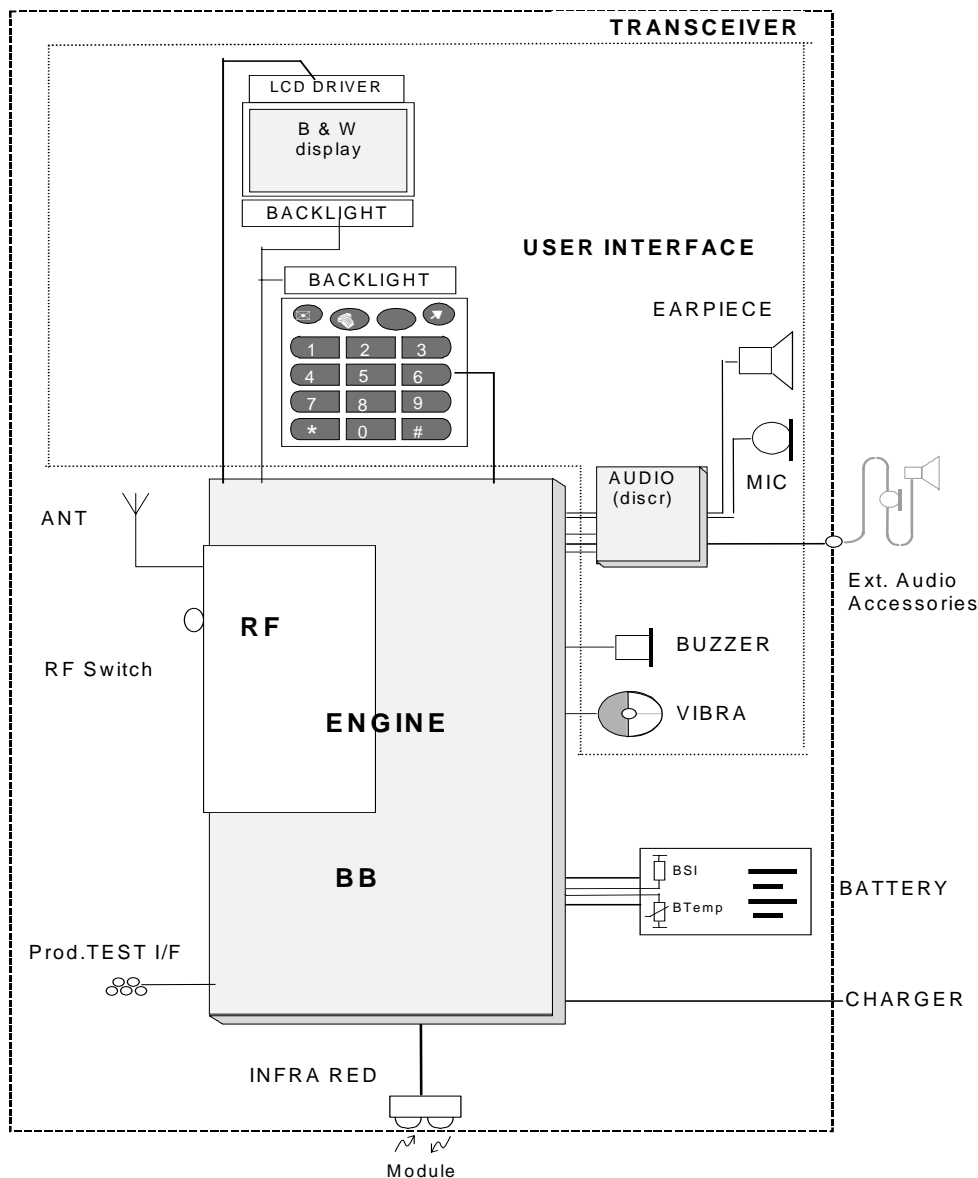 TRANSCEIVER
LCD DRIVER
B & W
display
BACKLIGHT
USER INTERFACE
BACKLIGHT
EARPIECE
1 2 3
4 5 6
7 8 9
* 0 #
AUDIO
(discr)
MIC
ANT
Ext. Audio
Accessories
RF
RF Switch
BUZZER
ENGINE
VIBRA
BB
BSI
BTemp
BATTERY
Prod.TEST I/F
CHARGER
INFRA RED
Module